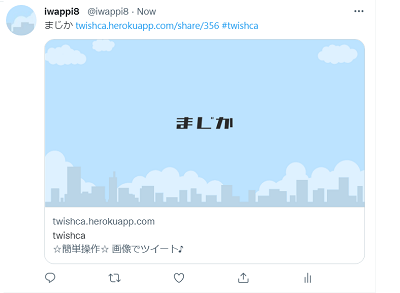 iwappi8 @iwappi8 · Now
まじか twishca.herokuapp.com/share/356 #twishca
まじか
twishca.herokuapp.com
twishca
☆簡単操作☆ 画像でツイート♪